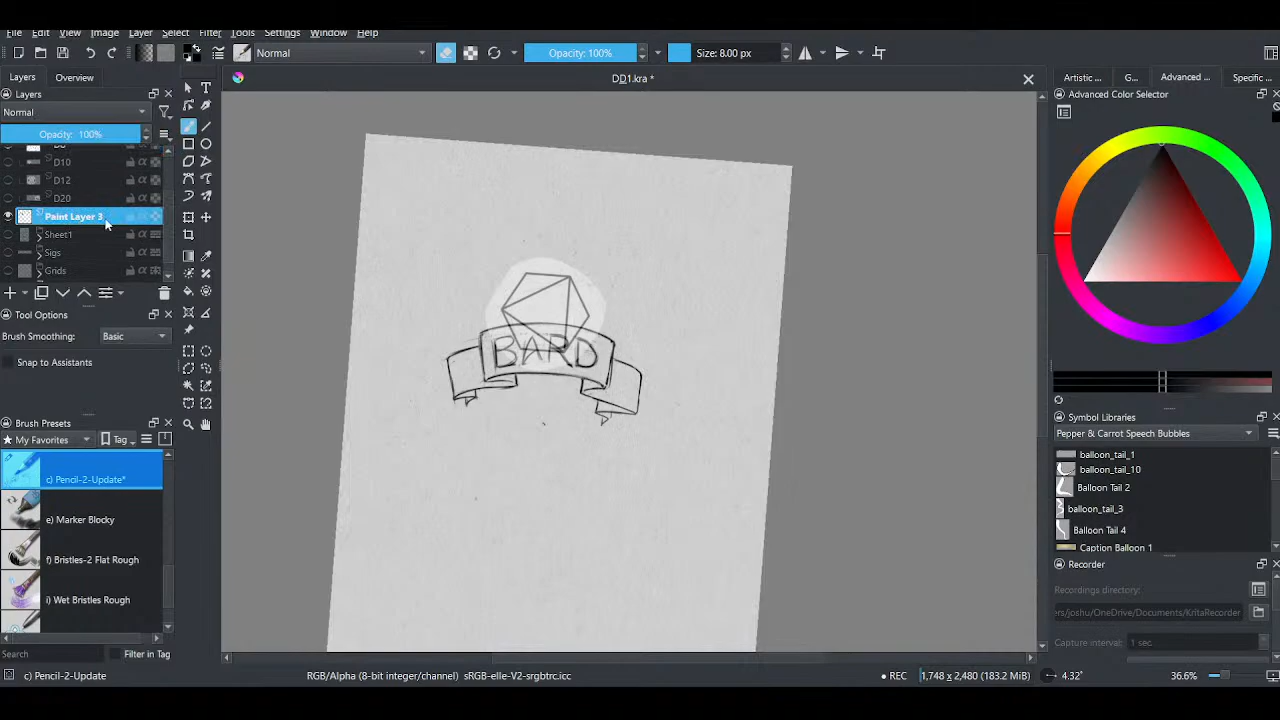 File View Image Layer Select Filter Tools Settings Window Help
Normal Opacity: 100% Size: 8.00 px
Layers Overview
DD1.kra *
Artistic ... G... Advanced ... Specific ...
Layers
Advanced Color Selector
Normal
Opacity: 100%
D10
D12
D20
Paint Layer 3
Sheet1
Sigs
Grids
Tool Options
Brush Smoothing: Basic
Snap to Assistants
BARD
Brush Presets
My Favorites Tag
c) Pencil-2-Update*
e) Marker Blocky
f) Bristles-2 Flat Rough
i) Wet Bristles Rough
Search Filter in Tag
Symbol Libraries
Pepper & Carrot Speech Bubbles
balloon_tail_1
balloon_tail_10
Balloon Tail 2
balloon_tail_3
Balloon Tail 4
Caption Balloon 1
Recorder
Recordings directory:
ers/joshu/OneDrive/Documents/KritaRecorder
Capture interval: 1 sec.
c) Pencil-2-Update RGB/Alpha (8-bit integer/channel) sRGB-elle-V2-srgbtrc.icc REC 1,748 x 2,480 (183.2 MiB) 4.32° 36.6%